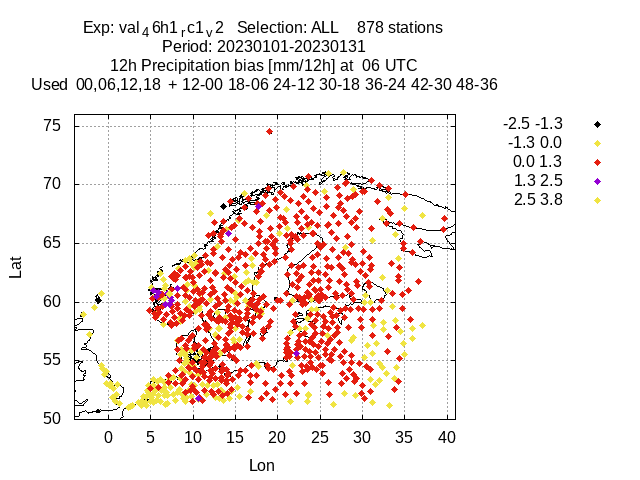 Exp: val46h1rc1v2 Selection: ALL 878 stations
Period: 20230101-20230131
12h Precipitation bias [mm/12h] at 06 UTC
Used 00,06,12,18 + 12-00 18-06 24-12 30-18 36-24 42-30 48-36
-2.5 -1.3
-1.3 0.0
0.0 1.3
1.3 2.5
2.5 3.8
75
70
65
60
55
50
Lat
0 5 10 15 20 25 30 35 40
Lon